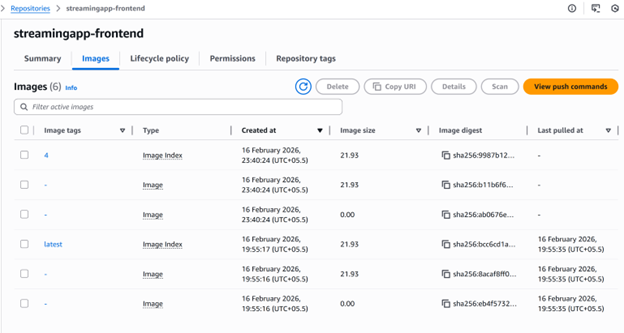 Repositories > streamingapp-frontend
streamingapp-frontend
Summary Images Lifecycle policy Permissions Repository tags
Images (6) Info Delete Copy URI Details Scan View push commands
Filter active images
Image tags Type Created at Image size Image digest Last pulled at
4 Image Index 16 February 2026, 23:40:24 (UTC+05.5) 21.93 sha256:9987b12... -
- Image 16 February 2026, 23:40:24 (UTC+05.5) 21.93 sha256:b11b6f6... -
- Image 16 February 2026, 23:40:24 (UTC+05.5) 0.00 sha256:ab0676e... -
latest Image Index 16 February 2026, 19:55:17 (UTC+05.5) 21.93 sha256:bcc6cd1a... 16 February 2026, 19:55:35 (UTC+05.5)
- Image 16 February 2026, 19:55:16 (UTC+05.5) 21.93 sha256:8acaf8ff0... 16 February 2026, 19:55:35 (UTC+05.5)
- Image 16 February 2026, 19:55:16 (UTC+05.5) 0.00 sha256:eb4f5732... 16 February 2026, 19:55:35 (UTC+05.5)